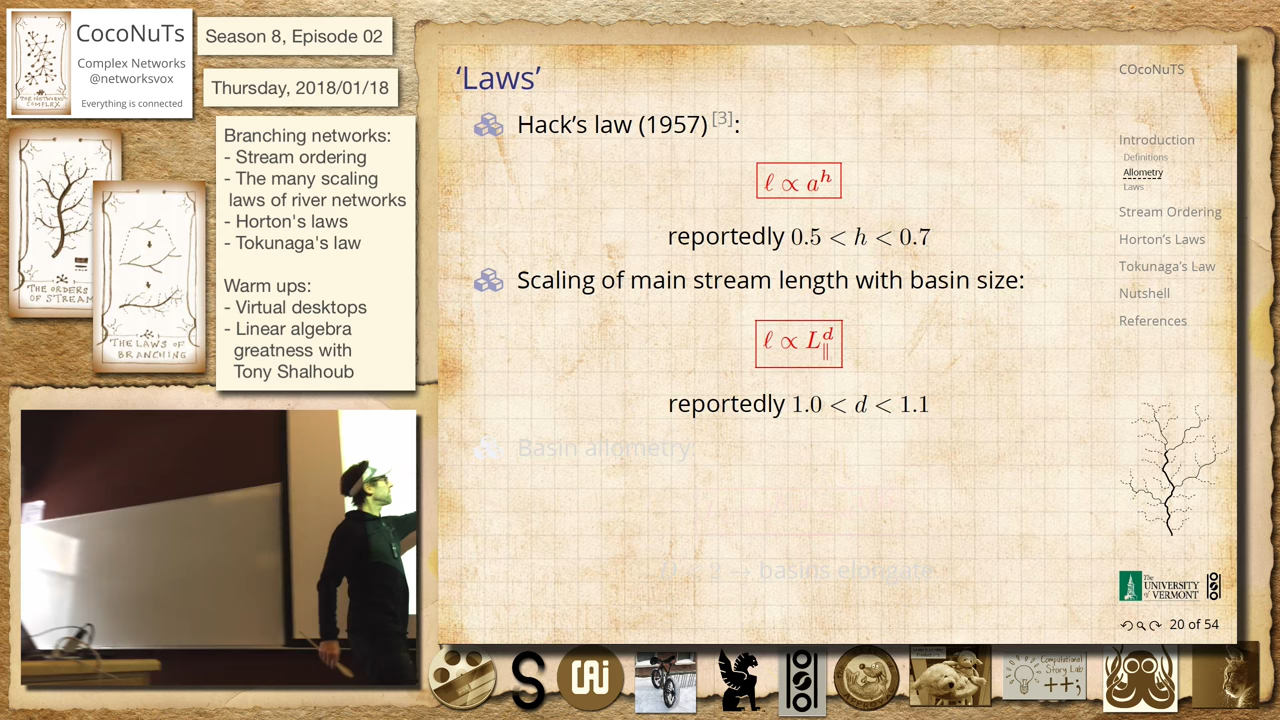 CocoNuTs
Complex Networks
@networksvox
Everything is connected
Season 8, Episode 02
Thursday, 2018/01/18
Branching networks:
- Stream ordering
- The many scaling
laws of river networks
- Horton's laws
- Tokunaga's law
Warm ups:
- Virtual desktops
- Linear algebra
greatness with
Tony Shalhoub
THE ORDERS
OF STREAM
THE LAWS OF
BRANCHING
‘Laws’
Hack’s law (1957) [3]:
ℓ ∝ a^h
reportedly 0.5 < h < 0.7
Scaling of main stream length with basin size:
ℓ ∝ L_∥^d
reportedly 1.0 < d < 1.1
Basin allometry:
D < 2 → basins elongate
COcoNuTS
Introduction
Definitions
Allometry
Laws
Stream Ordering
Horton’s Laws
Tokunaga’s Law
Nutshell
References
The
UNIVERSITY
of VERMONT
20 of 54
Computational
Story Lab
++;